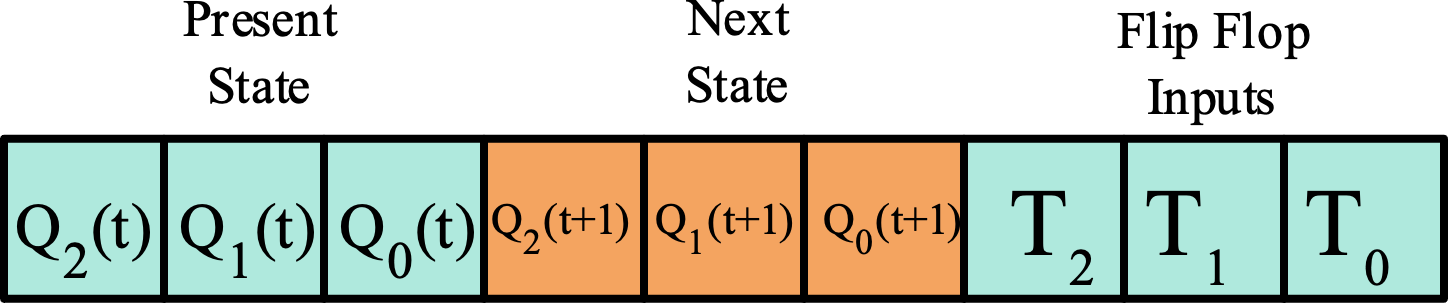 Present State
Next State
Flip Flop Inputs
Q2(t) Q1(t) Q0(t) Q2(t+1) Q1(t+1) Q0(t+1) T2 T1 T0